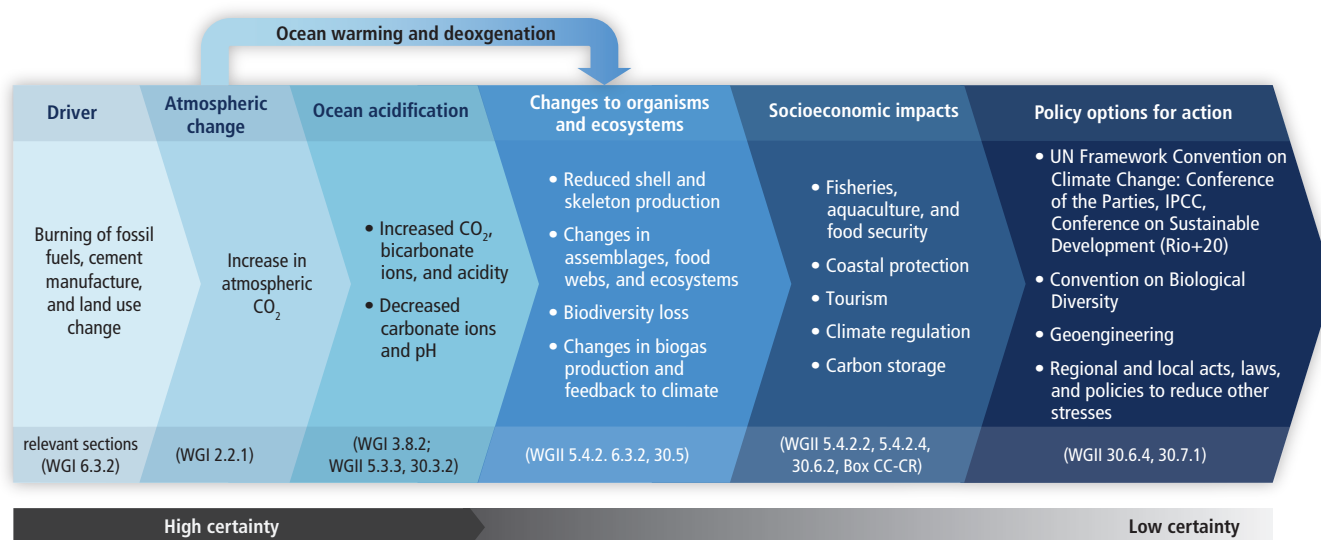 Ocean warming and deoxgenation
Driver
Atmospheric
change
Ocean acidification
Changes to organisms
and ecosystems
Socioeconomic impacts
Policy options for action
Burning of fossil
fuels, cement
manufacture,
and land use
change
Increase in
atmospheric
CO₂
• Increased CO₂,
bicarbonate
ions, and acidity
• Decreased
carbonate ions
and pH
• Reduced shell and
skeleton production
• Changes in
assemblages, food
webs, and ecosystems
• Biodiversity loss
• Changes in biogas
production and
feedback to climate
• Fisheries,
aquaculture, and
food security
• Coastal protection
• Tourism
• Climate regulation
• Carbon storage
• UN Framework Convention on
Climate Change: Conference
of the Parties, IPCC,
Conference on Sustainable
Development (Rio+20)
• Convention on Biological
Diversity
• Geoengineering
• Regional and local acts, laws,
and policies to reduce other
stresses
relevant sections
(WGI 6.3.2)
(WGI 2.2.1)
(WGI 3.8.2;
WGII 5.3.3, 30.3.2)
(WGII 5.4.2. 6.3.2, 30.5)
(WGII 5.4.2.2, 5.4.2.4,
30.6.2, Box CC-CR)
(WGII 30.6.4, 30.7.1)
High certainty
Low certainty